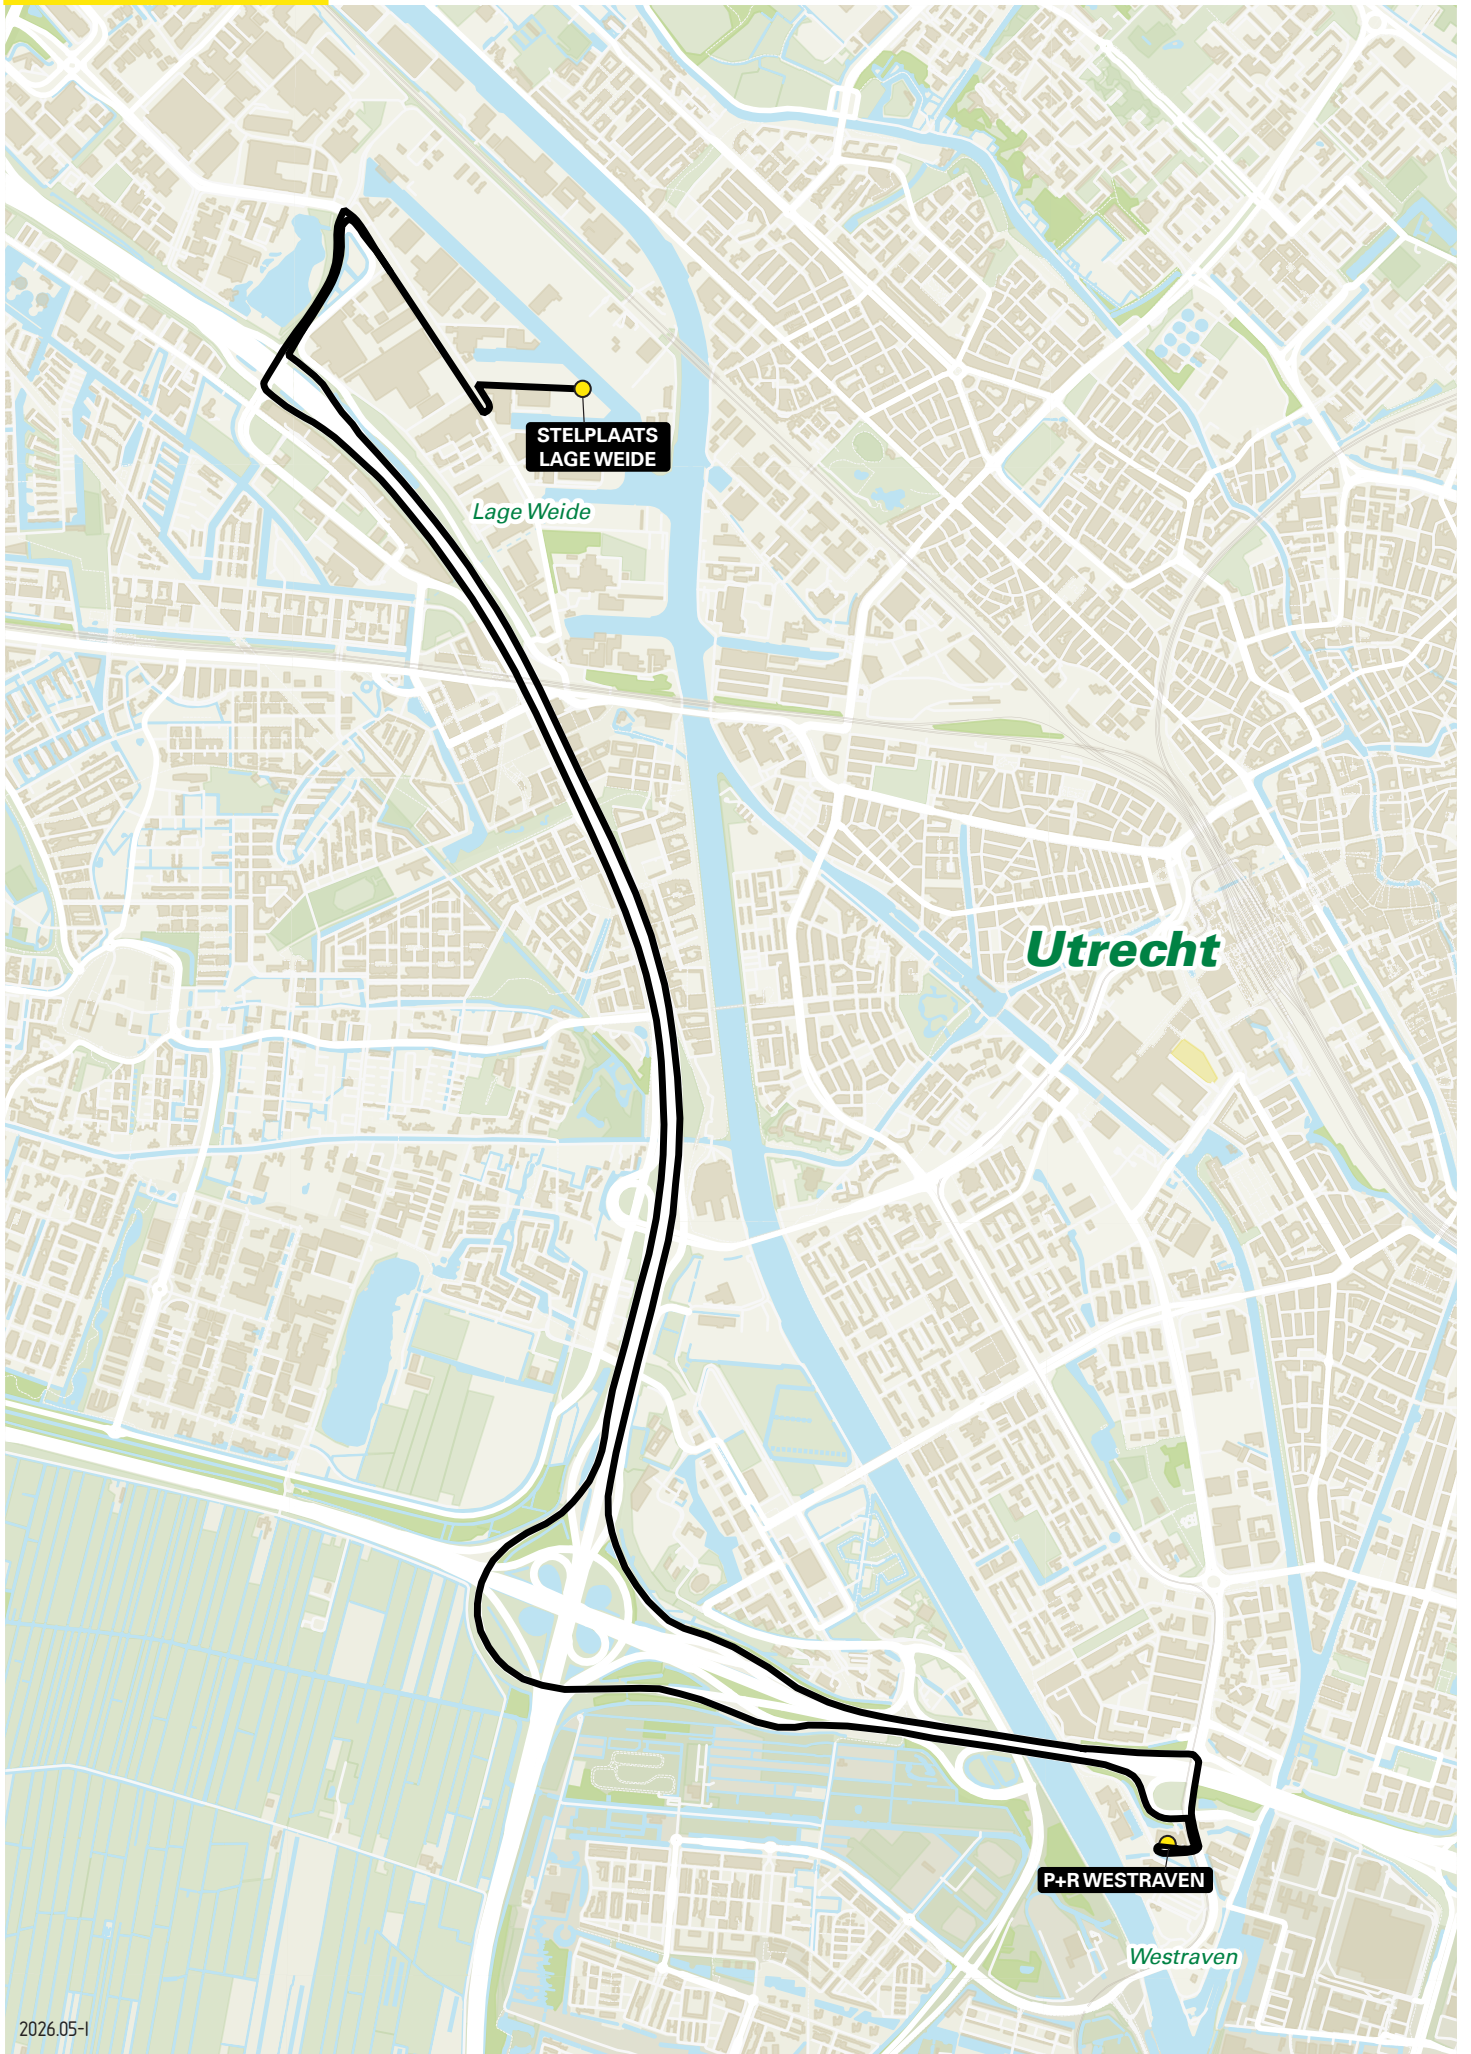 STELPLAATS
LAGE WEIDE
Lage Weide
Utrecht
P+R WESTRAVEN
Westraven
2026.05-I